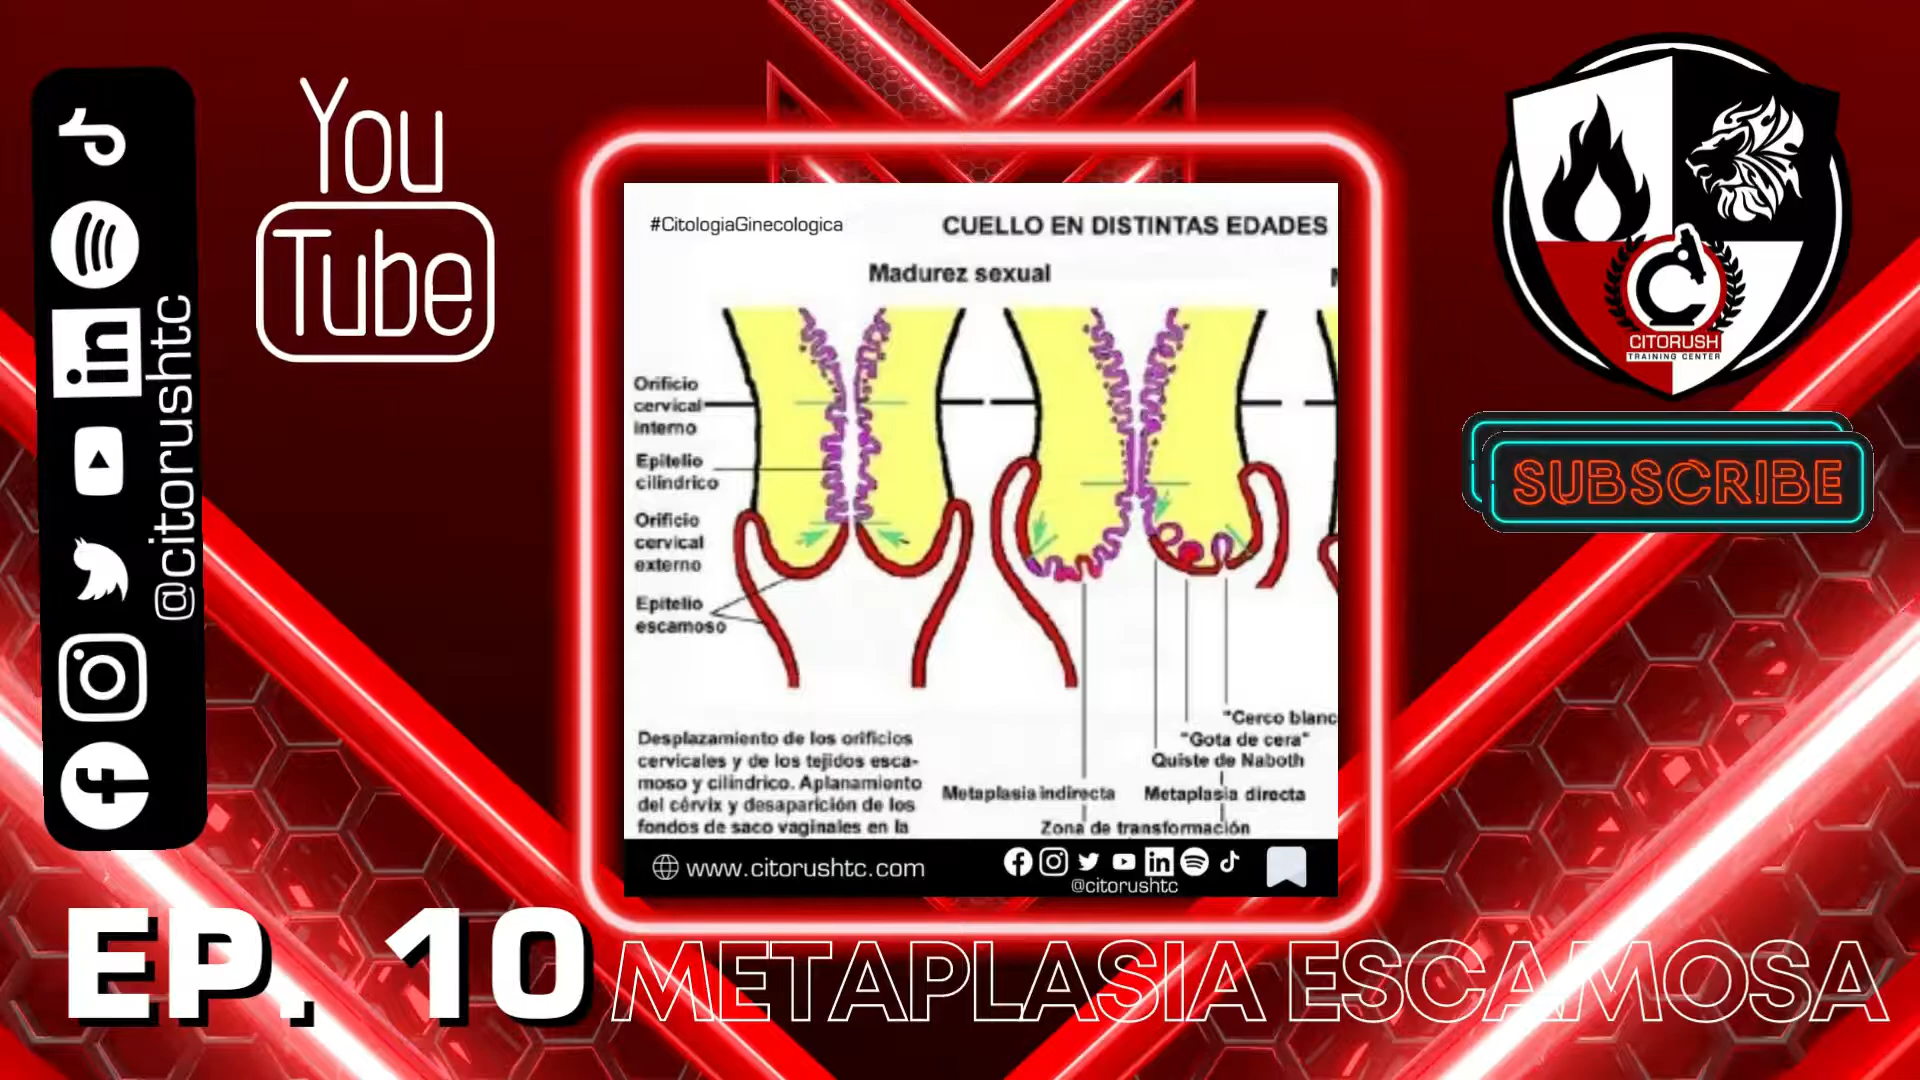 You
Tube
@citorushtc
#CitologiaGinecologica
CUELLO EN DISTINTAS EDADES
Madurez sexual
Orificio
cervical
interno
Epitelio
cilíndrico
Orificio
cervical
externo
Epitelio
escamoso
"Cerco blanc
"Gota de cera"
Quiste de Naboth
Metaplasia indirecta
Metaplasia directa
Zona de transformación
Desplazamiento de los orificios
cervicales y de los tejidos esca-
moso y cilíndrico. Aplanamiento
del cérvix y desaparición de los
fondos de saco vaginales en la
www.citorushtc.com
@citorushtc
CITORUSH
TRAINING CENTER
SUBSCRIBE
EP. 10
METAPLASIA ESCAMOSA